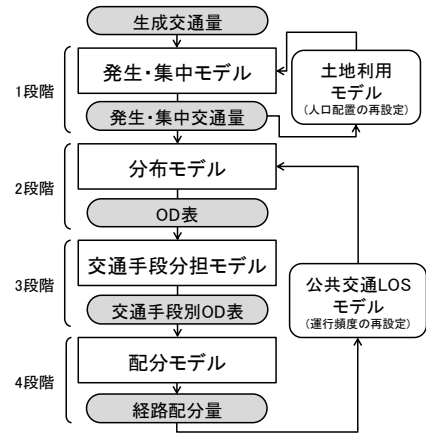 生成交通量
発生・集中モデル
1段階
発生・集中交通量
土地利用
モデル
(人口配置の再設定)
分布モデル
2段階
OD表
交通手段分担モデル
3段階
交通手段別OD表
公共交通LOS
モデル
(運行頻度の再設定)
配分モデル
4段階
経路配分量